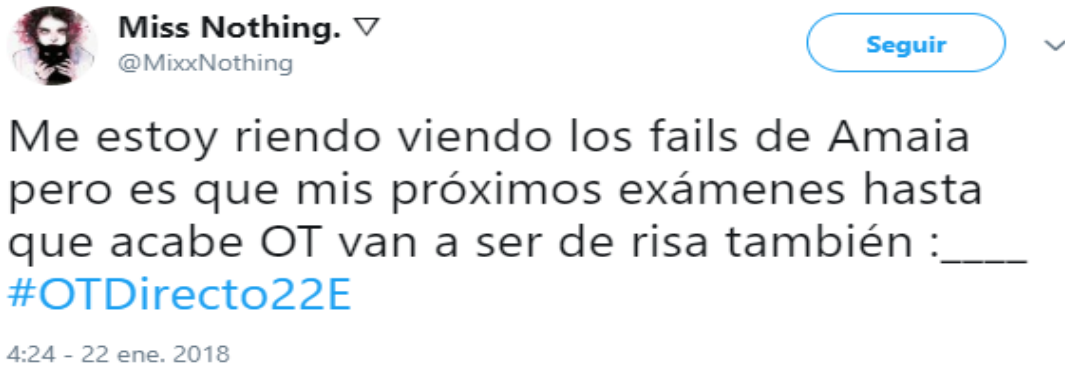 Miss Nothing. ▽
@MixxNothing
Seguir
Me estoy riendo viendo los fails de Amaia
pero es que mis próximos exámenes hasta
que acabe OT van a ser de risa también :____
#OTDirecto22E
4:24 - 22 ene. 2018